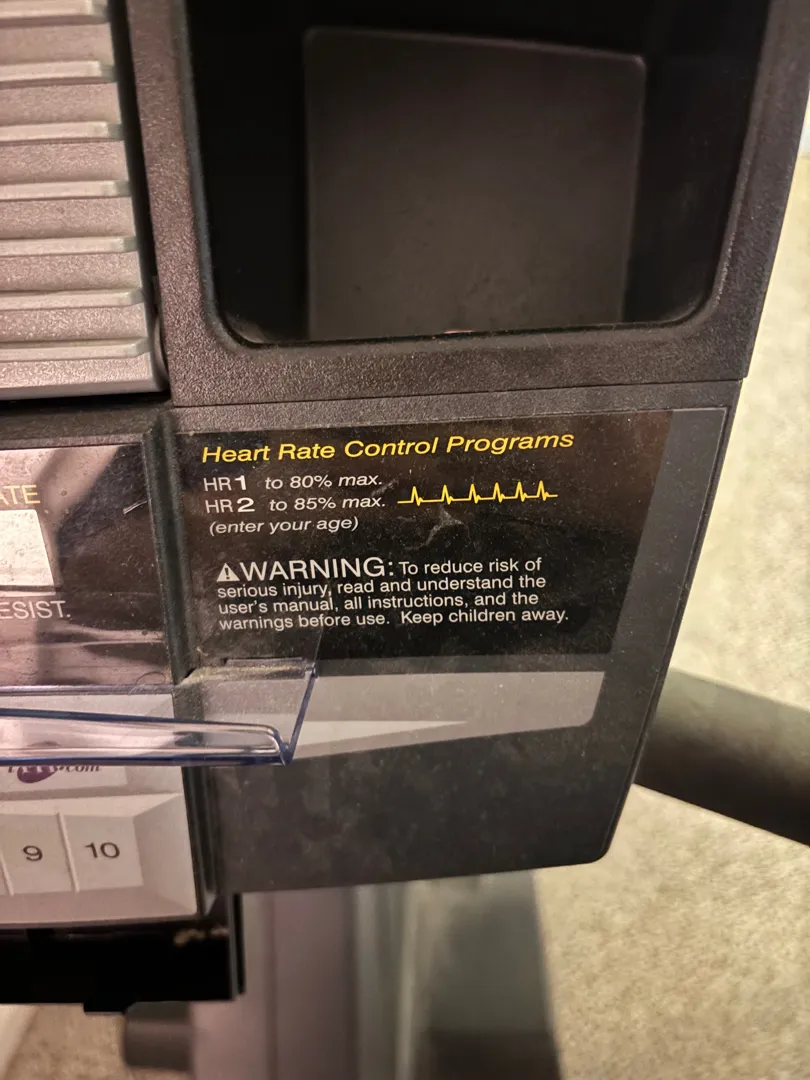 Heart Rate Control Programs
HR1 to 80% max.
HR2 to 85% max.
(enter your age)
⚠WARNING: To reduce risk of
serious injury, read and understand the
user's manual, all instructions, and the
warnings before use. Keep children away.
9 10